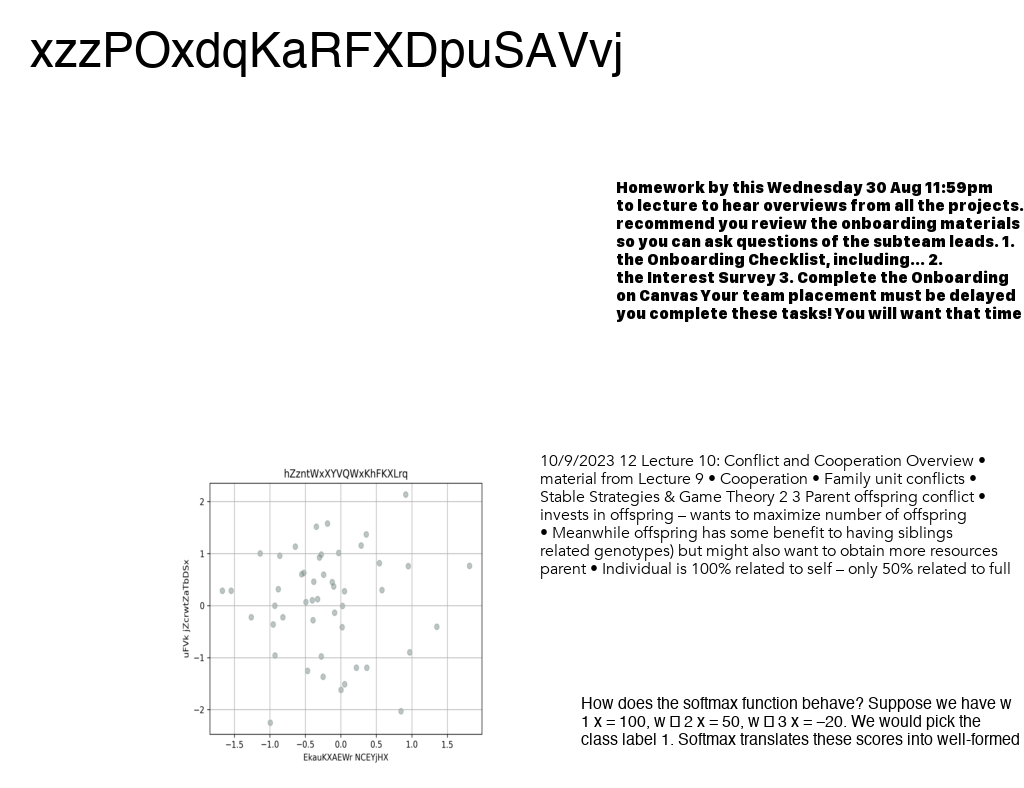 xzzPOxdqKaRFXDpuSAVvj
Homework by this Wednesday 30 Aug 11:59pm
to lecture to hear overviews from all the projects.
recommend you review the onboarding materials
so you can ask questions of the subteam leads. 1.
the Onboarding Checklist, including... 2.
the Interest Survey 3. Complete the Onboarding
on Canvas Your team placement must be delayed
you complete these tasks! You will want that time
10/9/2023 12 Lecture 10: Conflict and Cooperation Overview •
material from Lecture 9 • Cooperation • Family unit conflicts •
Stable Strategies & Game Theory 2 3 Parent offspring conflict •
invests in offspring – wants to maximize number of offspring
• Meanwhile offspring has some benefit to having siblings
related genotypes) but might also want to obtain more resources
parent • Individual is 100% related to self – only 50% related to full
hZzntWxXYVQWxKhFKXLrq
uFVk jZcrwtZaTbDSx
2
1
0
−1
−2
−1.5 −1.0 −0.5 0.0 0.5 1.0 1.5
EkauKXAEWr NCEYjHX
How does the softmax function behave? Suppose we have w
1 x = 100, w □ 2 x = 50, w □ 3 x = –20. We would pick the
class label 1. Softmax translates these scores into well-formed